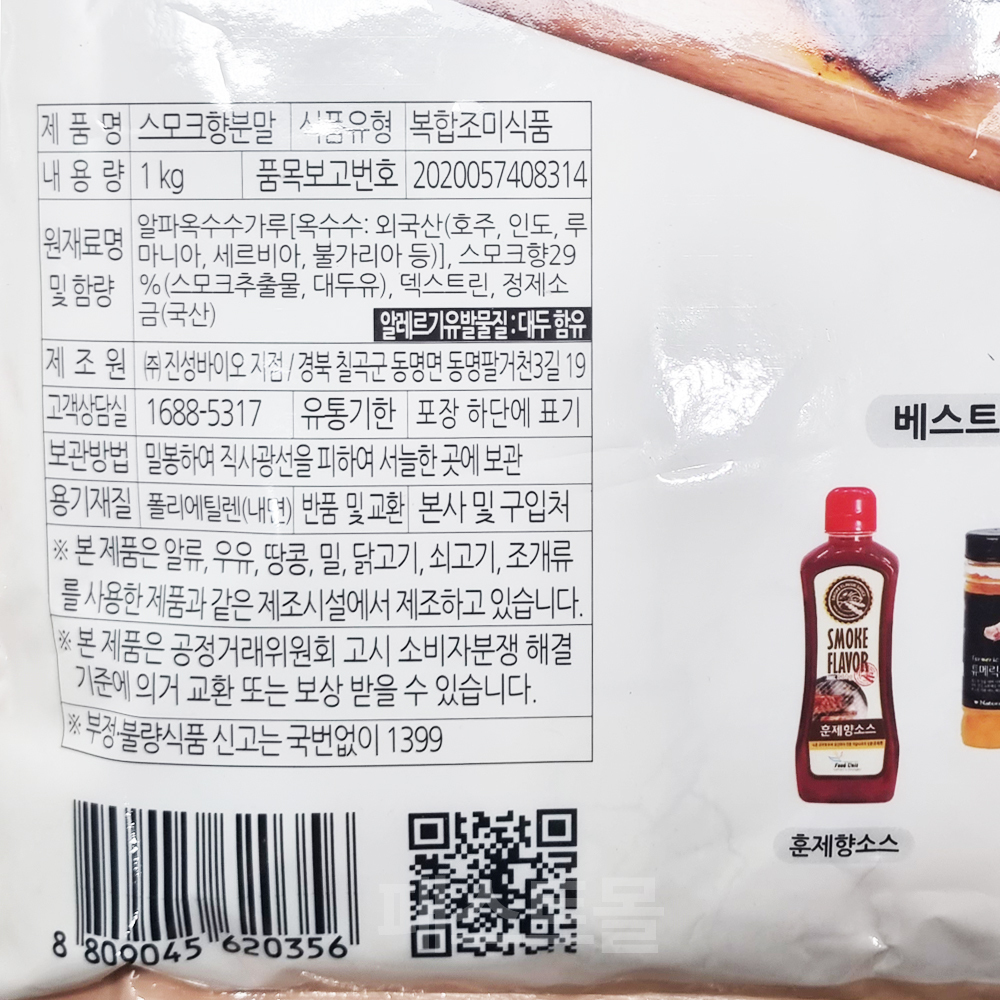 제 품 명 스모크향분말 식품유형 복합조미식품
내 용 량 1 kg 품목보고번호 2020057408314
원재료명 및 함량
알파옥수수가루[옥수수: 외국산(호주, 인도, 루
마니아, 세르비아, 불가리아 등)], 스모크향29
%(스모크추출물, 대두유), 덱스트린, 정제소
금(국산)
알레르기유발물질 : 대두 함유
제 조 원 ㈜진성바이오 지점 / 경북 칠곡군 동명면 동명팔거천3길 19
고객상담실 1688-5317 유통기한 포장 하단에 표기
보관방법 밀봉하여 직사광선을 피하여 서늘한 곳에 보관
용기재질 폴리에틸렌(내면) 반품 및 교환 본사 및 구입처
※ 본 제품은 알류, 우유, 땅콩, 밀, 닭고기, 쇠고기, 조개류
를 사용한 제품과 같은 제조시설에서 제조하고 있습니다.
※ 본 제품은 공정거래위원회 고시 소비자분쟁 해결
기준에 의거 교환 또는 보상 받을 수 있습니다.
※ 부정·불량식품 신고는 국번없이 1399
8 809045 620356
베스트
SMOKE
FLAVOR
훈제향소스
Food Unit
훈제향소스